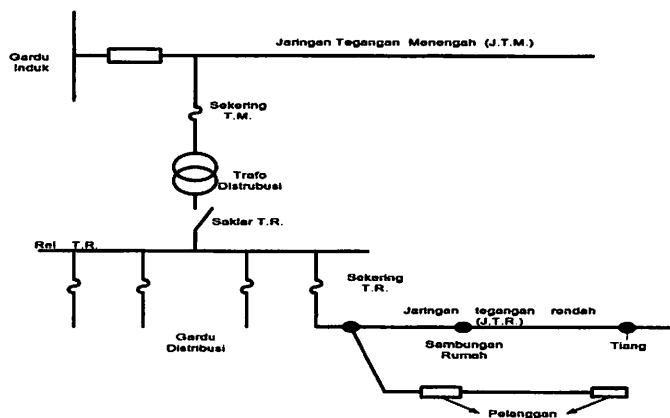 Jaringan Tegangan Menengah (J.T.M.)
Gardu
Induk
Sekering
T.M.
Trafo
Distrubusi
Saklar T.R.
Rel T.R.
Sekering
T.R.
Jaringan tegangan rendah
(J.T.R.)
Gardu
Distribusi
Sambungan
Rumah
Tiang
Pelanggan